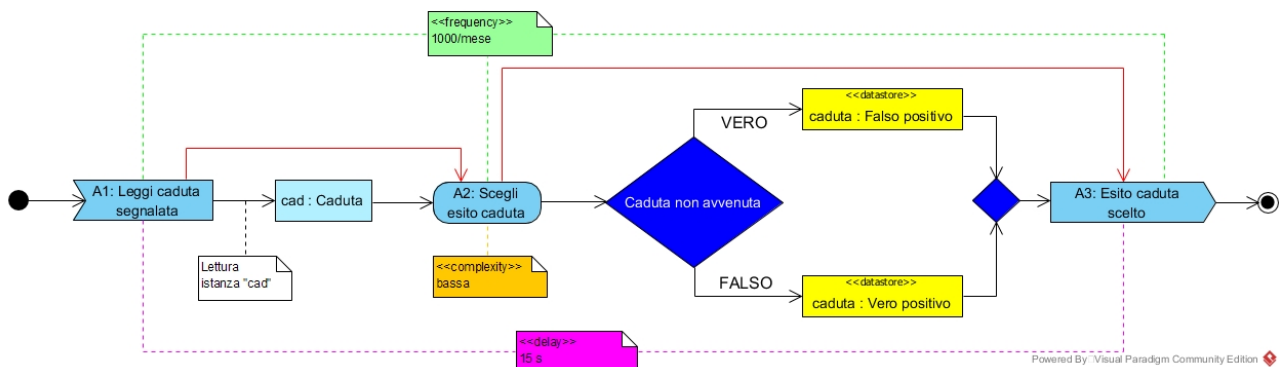 <<frequency>>
1000/mese
A1: Leggi caduta
segnalata
cad : Caduta
A2: Scegli
esito caduta
Caduta non avvenuta
VERO
<<datastore>>
caduta : Falso positivo
A3: Esito caduta
scelto
Lettura
istanza "cad"
<<complexity>>
bassa
FALSO
<<datastore>>
caduta : Vero positivo
<<delay>>
15 s
Powered By Visual Paradigm Community Edition